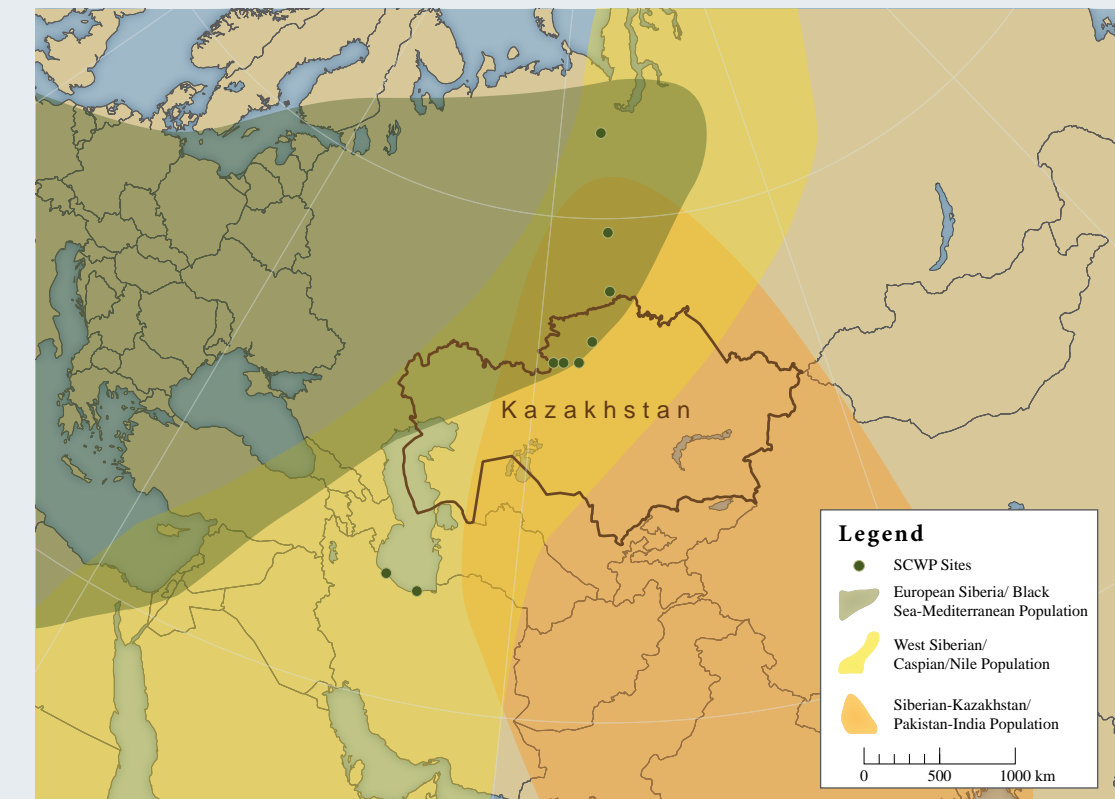 Kazakhstan
Legend
SCWP Sites
European Siberia/ Black
Sea-Mediterranean Population
West Siberian/
Caspian/Nile Population
Siberian-Kazakhstan/
Pakistan-India Population
0 500 1000 km